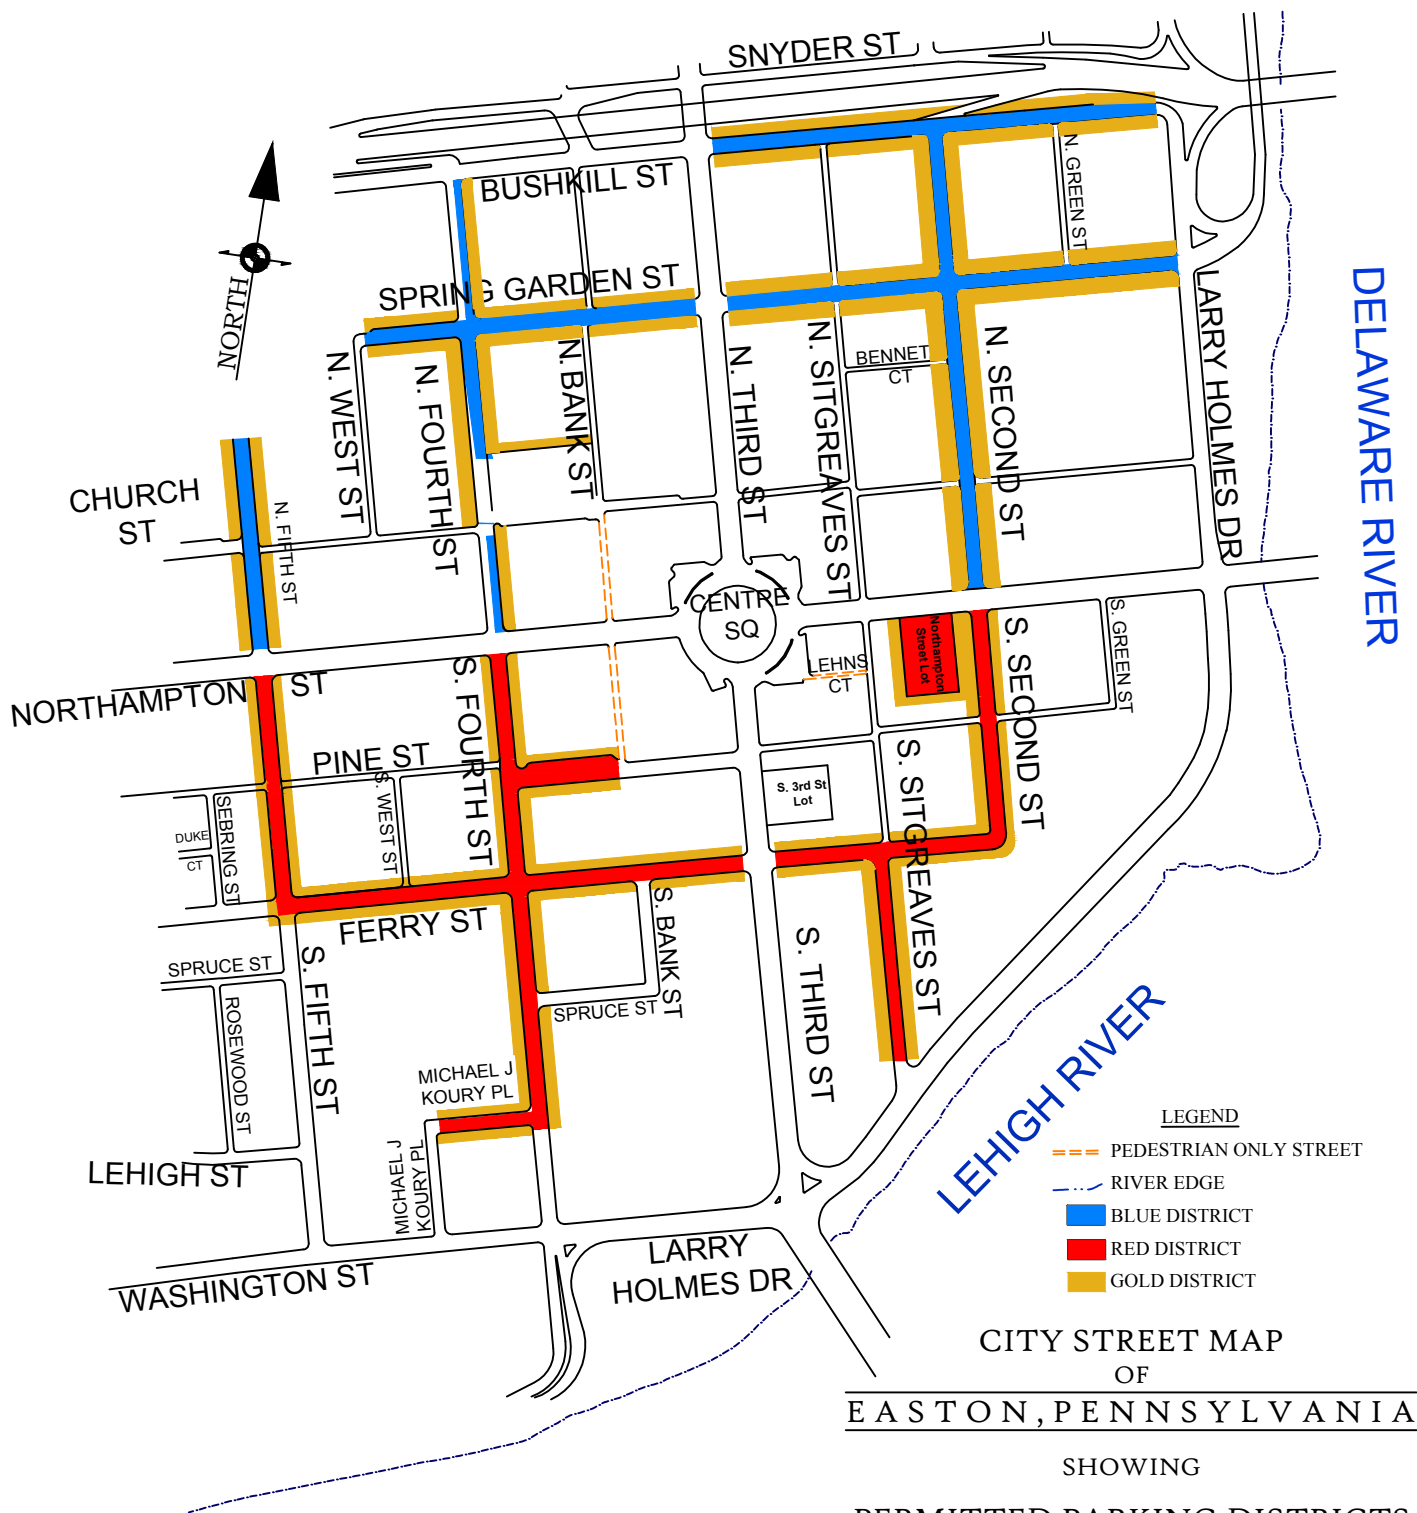 SNYDER ST
BUSHKILL ST
N. GREEN ST
SPRING GARDEN ST
NORTH
LARRY HOLMES DR
DELAWARE RIVER
N. WEST ST
N. FOURTH ST
N. BANK ST
N. THIRD ST
N. SITGREAVES ST
BENNET
CT
N. SECOND ST
CHURCH
ST
N. FIFTH ST
CENTRE
SQ
NORTHAMPTON ST
LEHNS
CT
Northampton
Street Lot
S. SECOND ST
S. GREEN ST
S. FOURTH ST
PINE ST
S. WEST ST
SEBRING ST
DUKE
CT
S. 3rd St
Lot
S. SITGREAVES ST
FERRY ST
S. BANK ST
S. THIRD ST
SPRUCE ST
ROSEWOOD ST
S. FIFTH ST
SPRUCE ST
MICHAEL J
KOURY PL
MICHAEL J
KOURY PL
LEHIGH ST
LEHIGH RIVER
WASHINGTON ST
LARRY
HOLMES DR
LEGEND
PEDESTRIAN ONLY STREET
RIVER EDGE
BLUE DISTRICT
RED DISTRICT
GOLD DISTRICT
CITY STREET MAP
OF
EASTON, PENNSYLVANIA
SHOWING
PERMITTED PARKING DISTRICTS